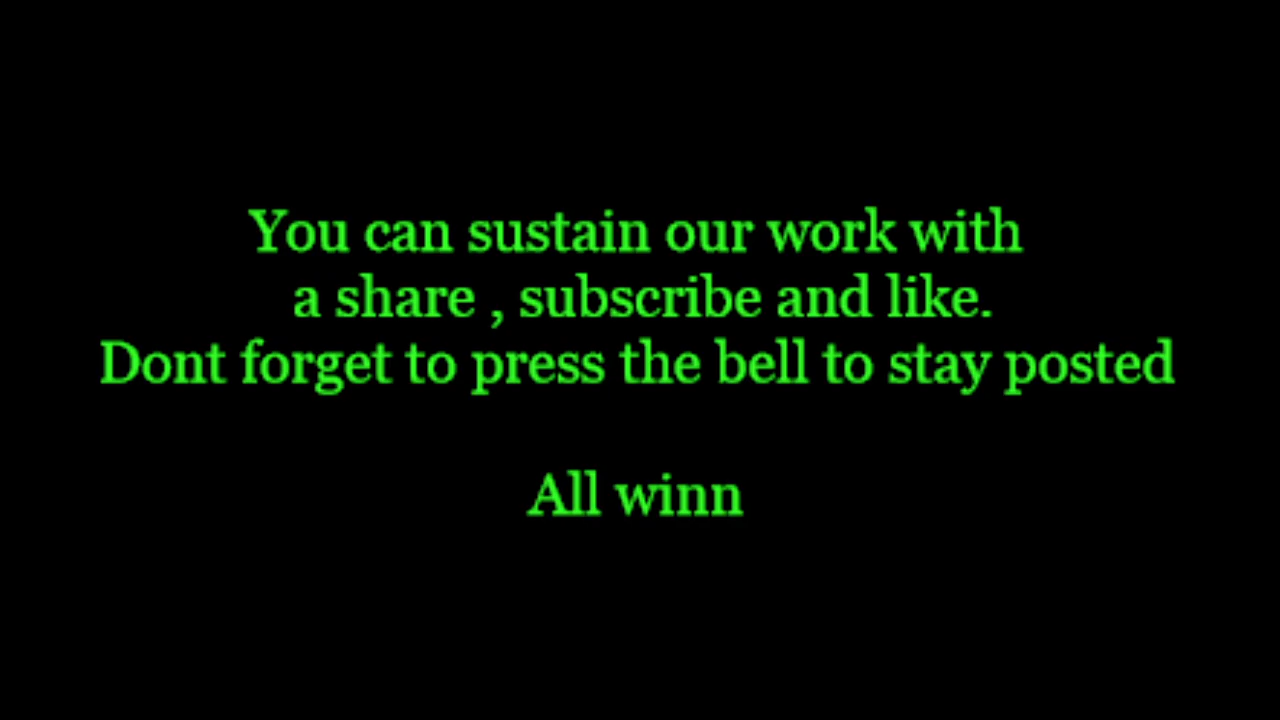 You can sustain our work with
a share , subscribe and like.
Dont forget to press the bell to stay posted
All winn